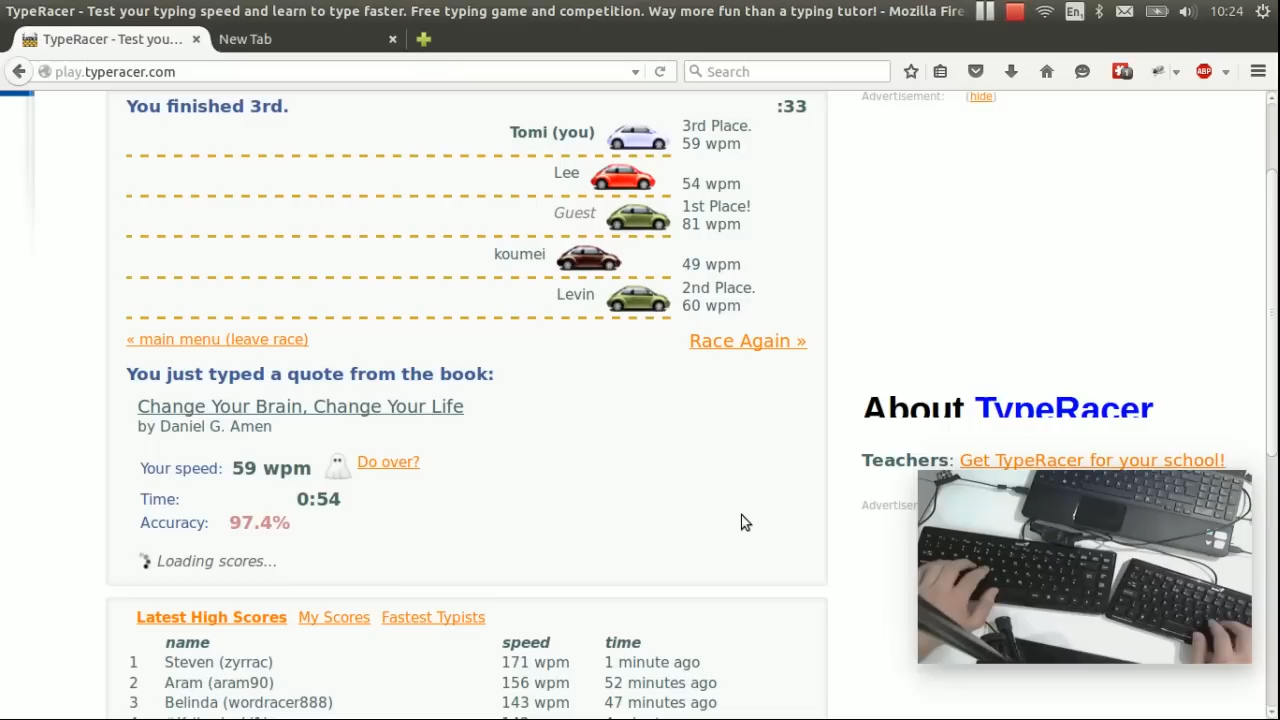 TypeRacer - Test your typing speed and learn to type faster. Free typing game and competition. Way more fun than a typing tutor! - Mozilla Fire
En₁
10:24
TypeRacer - Test you...
New Tab
play.typeracer.com
Search
ABP
You finished 3rd.
:33
Advertisement:
(hide)
Tomi (you)
3rd Place.
59 wpm
Lee
54 wpm
Guest
1st Place!
81 wpm
koumei
49 wpm
Levin
2nd Place.
60 wpm
« main menu (leave race)
Race Again »
You just typed a quote from the book:
Change Your Brain, Change Your Life
by Daniel G. Amen
Your speed: 59 wpm
Do over?
Time: 0:54
Accuracy: 97.4%
Loading scores...
About TypeRacer
Teachers: Get TypeRacer for your school!
Latest High Scores My Scores Fastest Typists
name speed time
1 Steven (zyrrac) 171 wpm 1 minute ago
2 Aram (aram90) 156 wpm 52 minutes ago
3 Belinda (wordracer888) 143 wpm 47 minutes ago